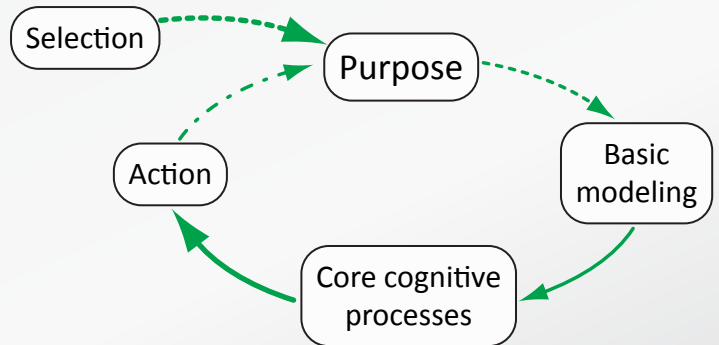 Selection
Purpose
Basic
modeling
Core cognitive
processes
Action